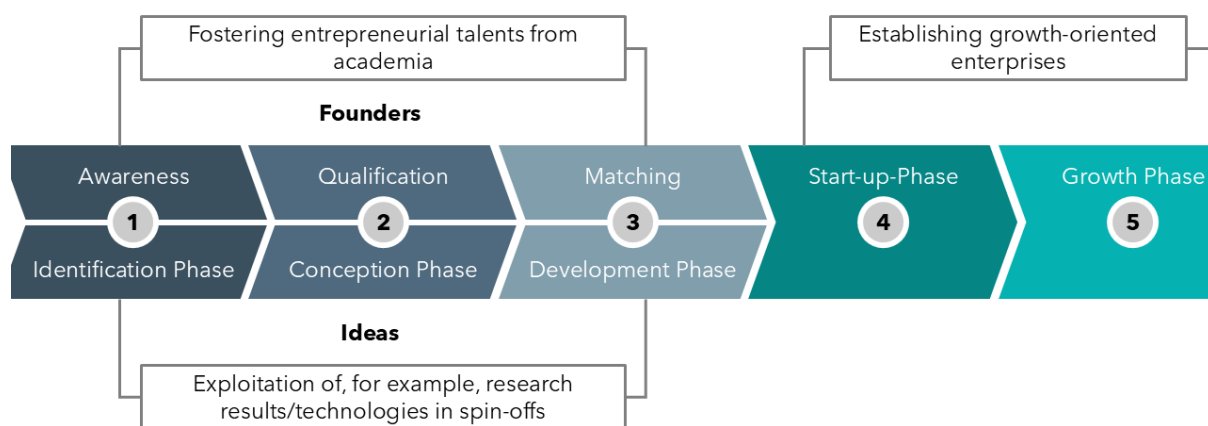 Fostering entrepreneurial talents from
academia
Establishing growth-oriented
enterprises
Founders
Awareness
Qualification
Matching
Start-up-Phase
Growth Phase
1
2
3
4
5
Identification Phase
Conception Phase
Development Phase
Ideas
Exploitation of, for example, research
results/technologies in spin-offs